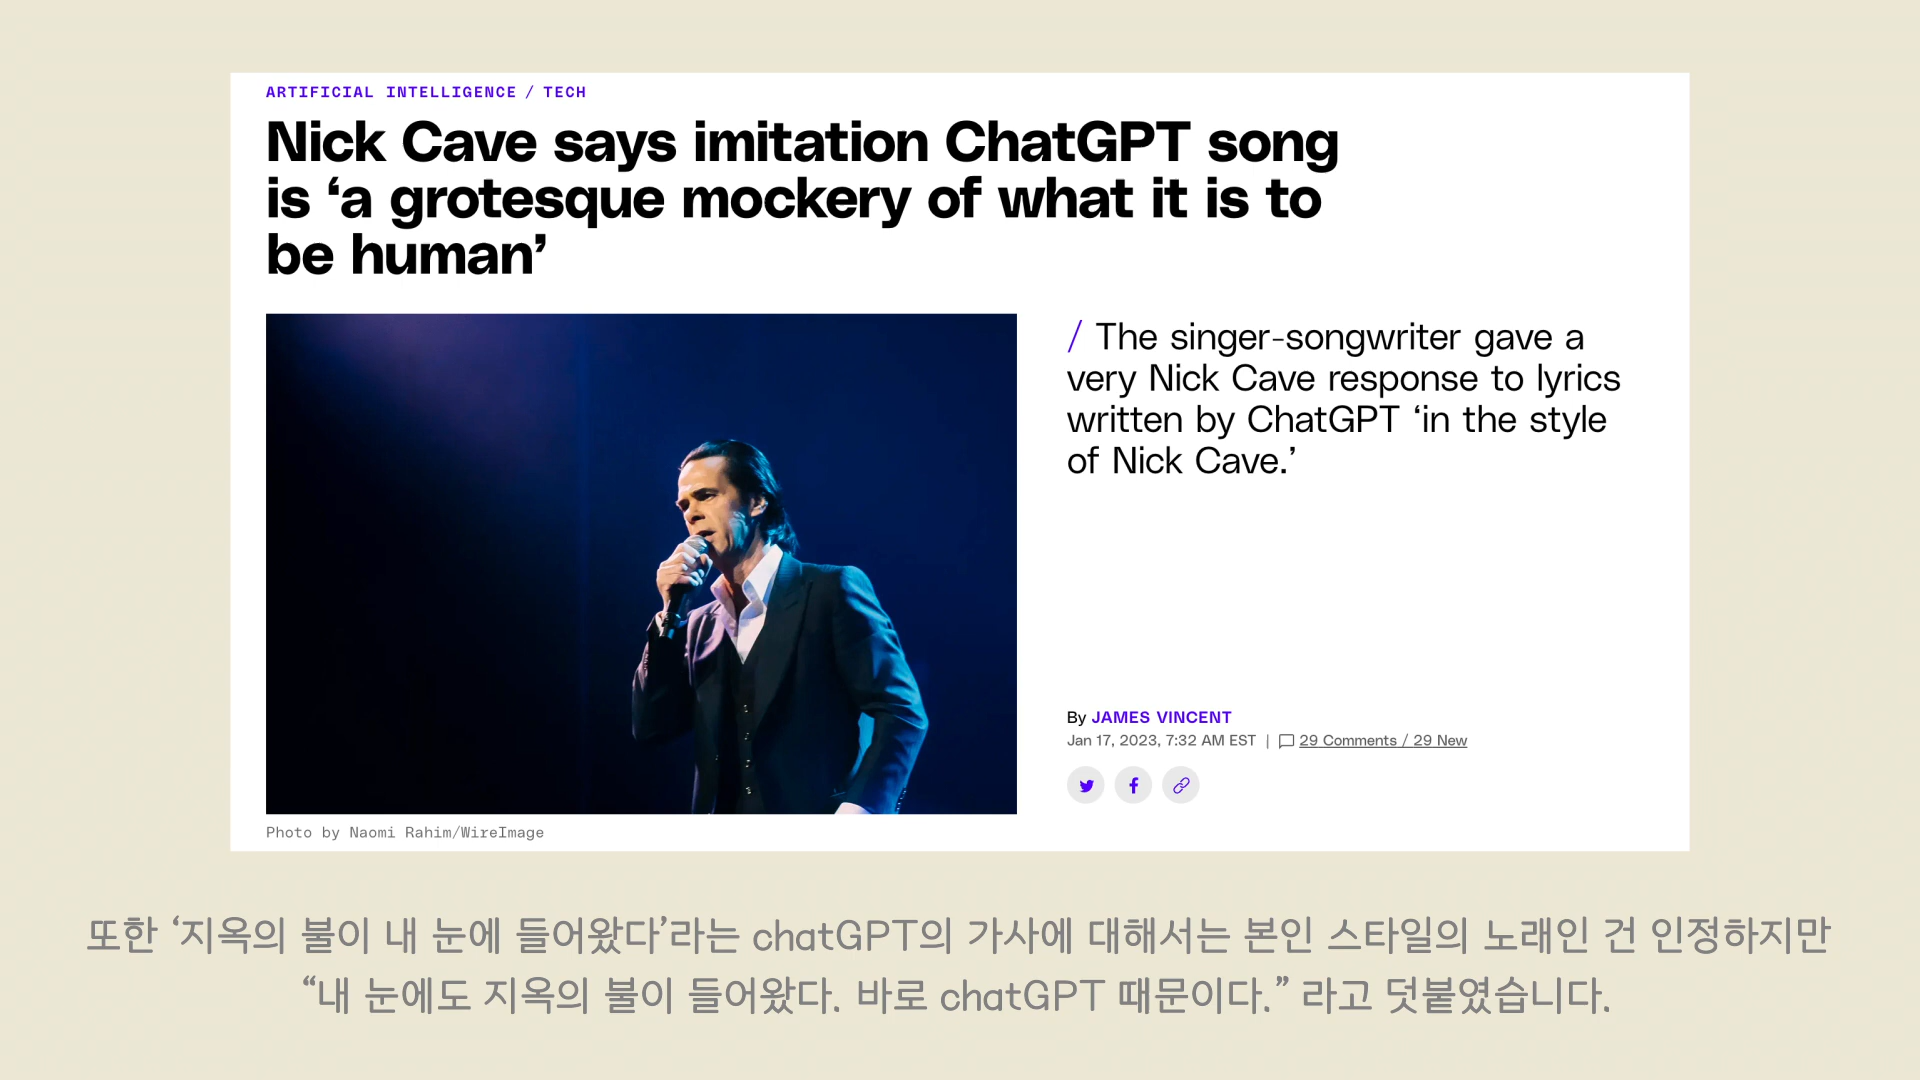 ARTIFICIAL INTELLIGENCE / TECH
Nick Cave says imitation ChatGPT song
is ‘a grotesque mockery of what it is to
be human’
/ The singer-songwriter gave a
very Nick Cave response to lyrics
written by ChatGPT ‘in the style
of Nick Cave.’
By JAMES VINCENT
Jan 17, 2023, 7:32 AM EST | 29 Comments / 29 New
Photo by Naomi Rahim/WireImage
또한 ‘지옥의 불이 내 눈에 들어왔다’라는 chatGPT의 가사에 대해서는 본인 스타일의 노래인 건 인정하지만
“내 눈에도 지옥의 불이 들어왔다. 바로 chatGPT 때문이다.” 라고 덧붙였습니다.